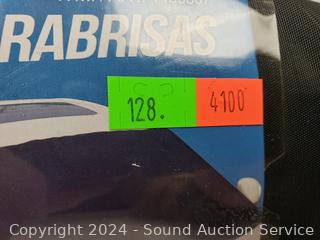 RABRISAS
128.
4100
Copyright 2024 - Sound Auction Service